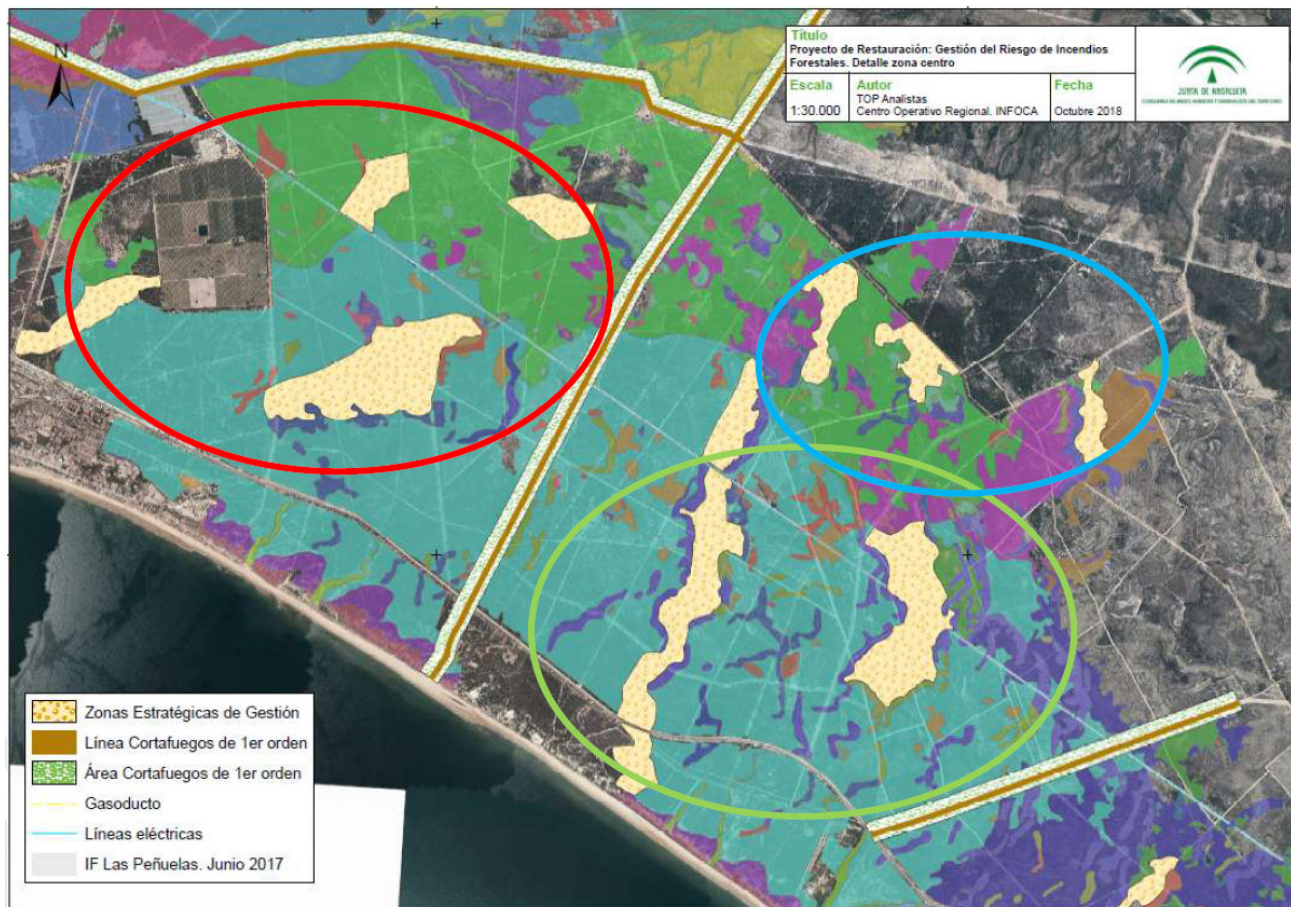 N
Título
Proyecto de Restauración: Gestión del Riesgo de Incendios
Forestales. Detalle zona centro
Escala
1:30.000
Autor
TOP Analistas
Centro Operativo Regional. INFOCA
Fecha
Octubre 2018
JUNTA DE ANDALUCIA
Zonas Estratégicas de Gestión
Línea Cortafuegos de 1er orden
Área Cortafuegos de 1er orden
Gasoducto
Líneas eléctricas
IF Las Peñuelas. Junio 2017